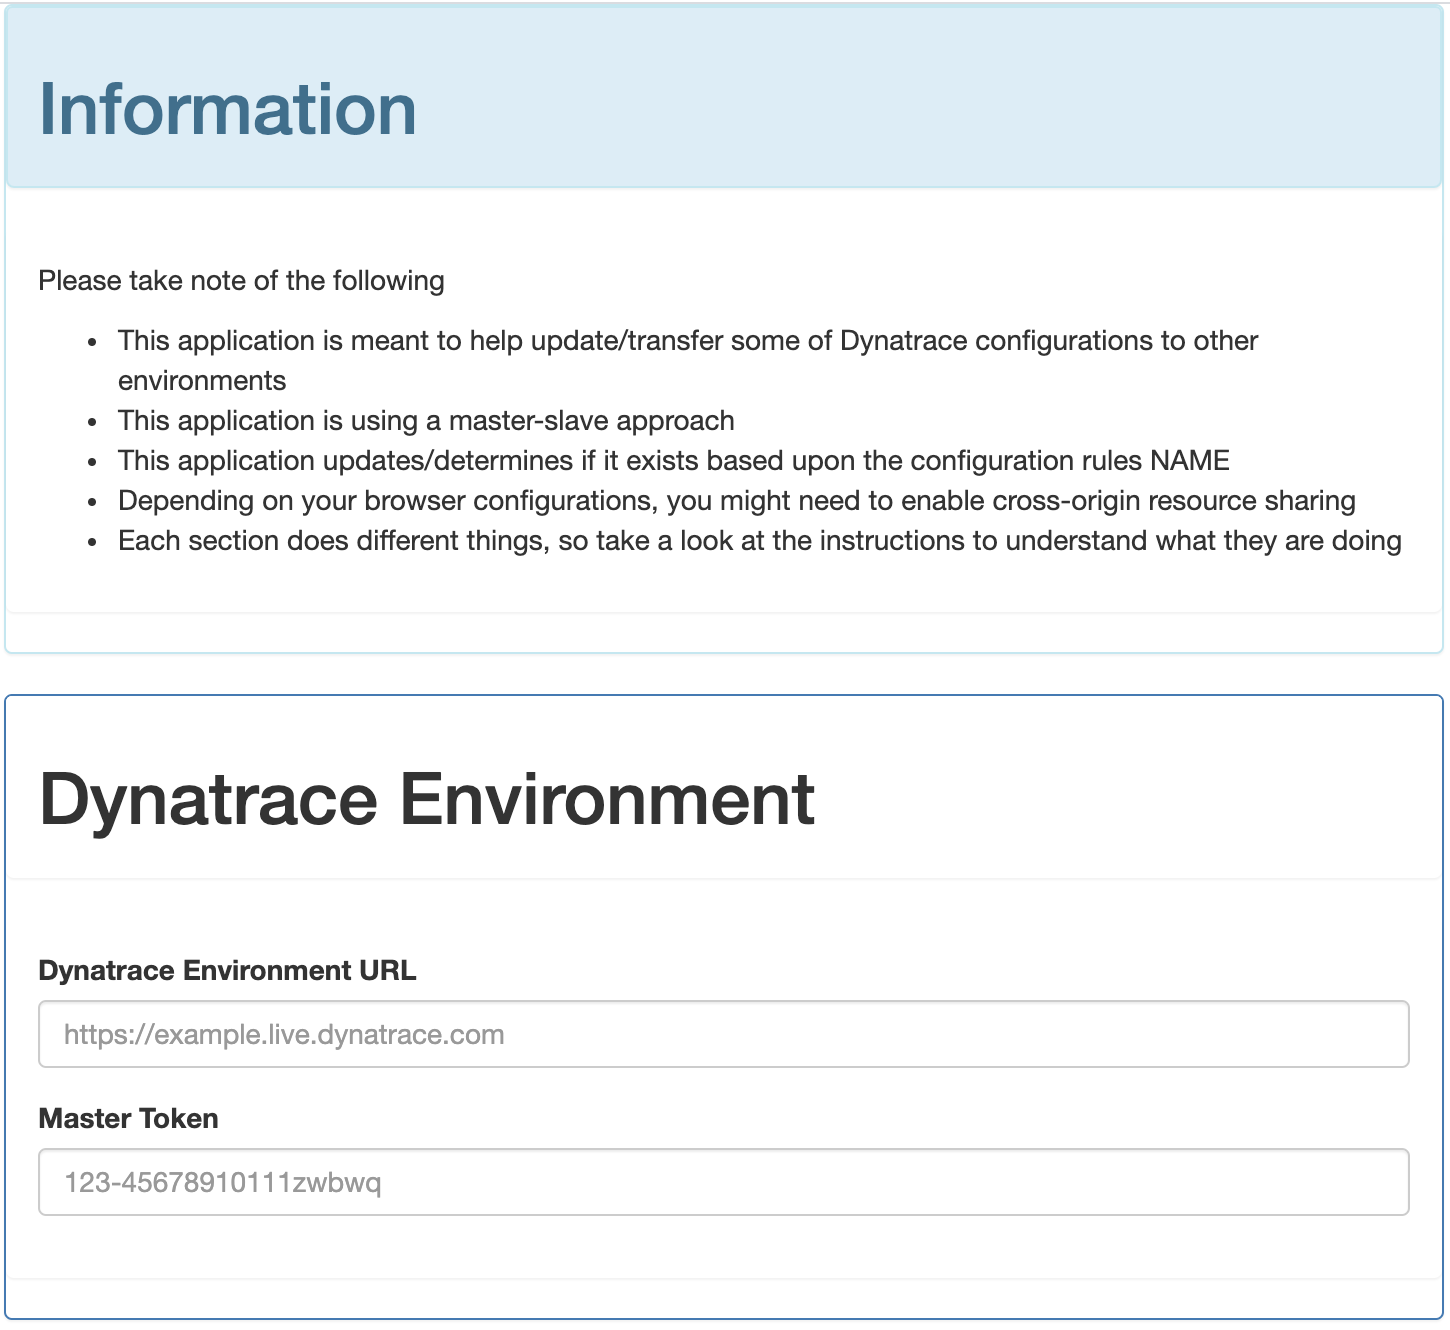 Information
Please take note of the following
• This application is meant to help update/transfer some of Dynatrace configurations to other
environments
• This application is using a master-slave approach
• This application updates/determines if it exists based upon the configuration rules NAME
• Depending on your browser configurations, you might need to enable cross-origin resource sharing
• Each section does different things, so take a look at the instructions to understand what they are doing
Dynatrace Environment
Dynatrace Environment URL
https://example.live.dynatrace.com
Master Token
123-45678910111zwbwq